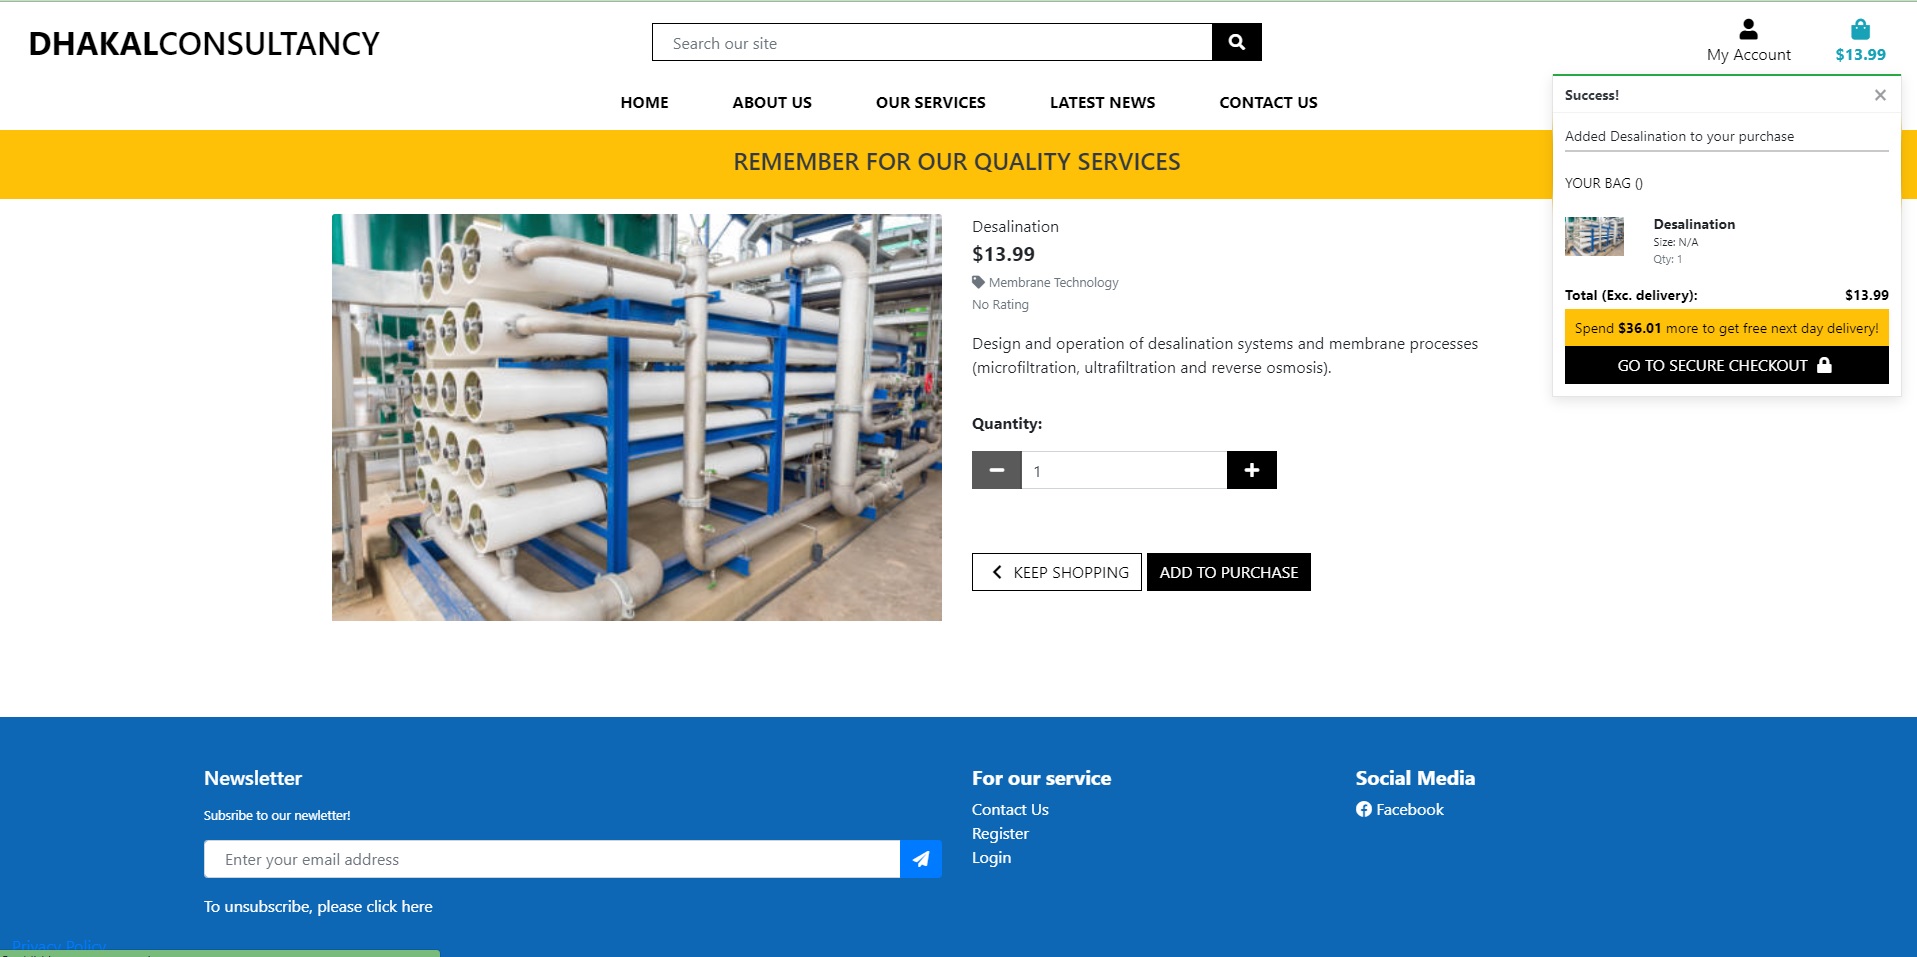 DHAKALCONSULTANCY
Search our site
My Account
$13.99
HOME ABOUT US OUR SERVICES LATEST NEWS CONTACT US
REMEMBER FOR OUR QUALITY SERVICES
Success!
Added Desalination to your purchase
YOUR BAG ()
Desalination
Size: N/A
Qty: 1
Total (Exc. delivery): $13.99
Spend $36.01 more to get free next day delivery!
GO TO SECURE CHECKOUT
Desalination
$13.99
Membrane Technology
No Rating
Design and operation of desalination systems and membrane processes
(microfiltration, ultrafiltration and reverse osmosis).
Quantity:
1
KEEP SHOPPING ADD TO PURCHASE
Newsletter
Subsribe to our newletter!
Enter your email address
To unsubscribe, please click here
For our service
Contact Us
Register
Login
Social Media
Facebook
Privacy Policy